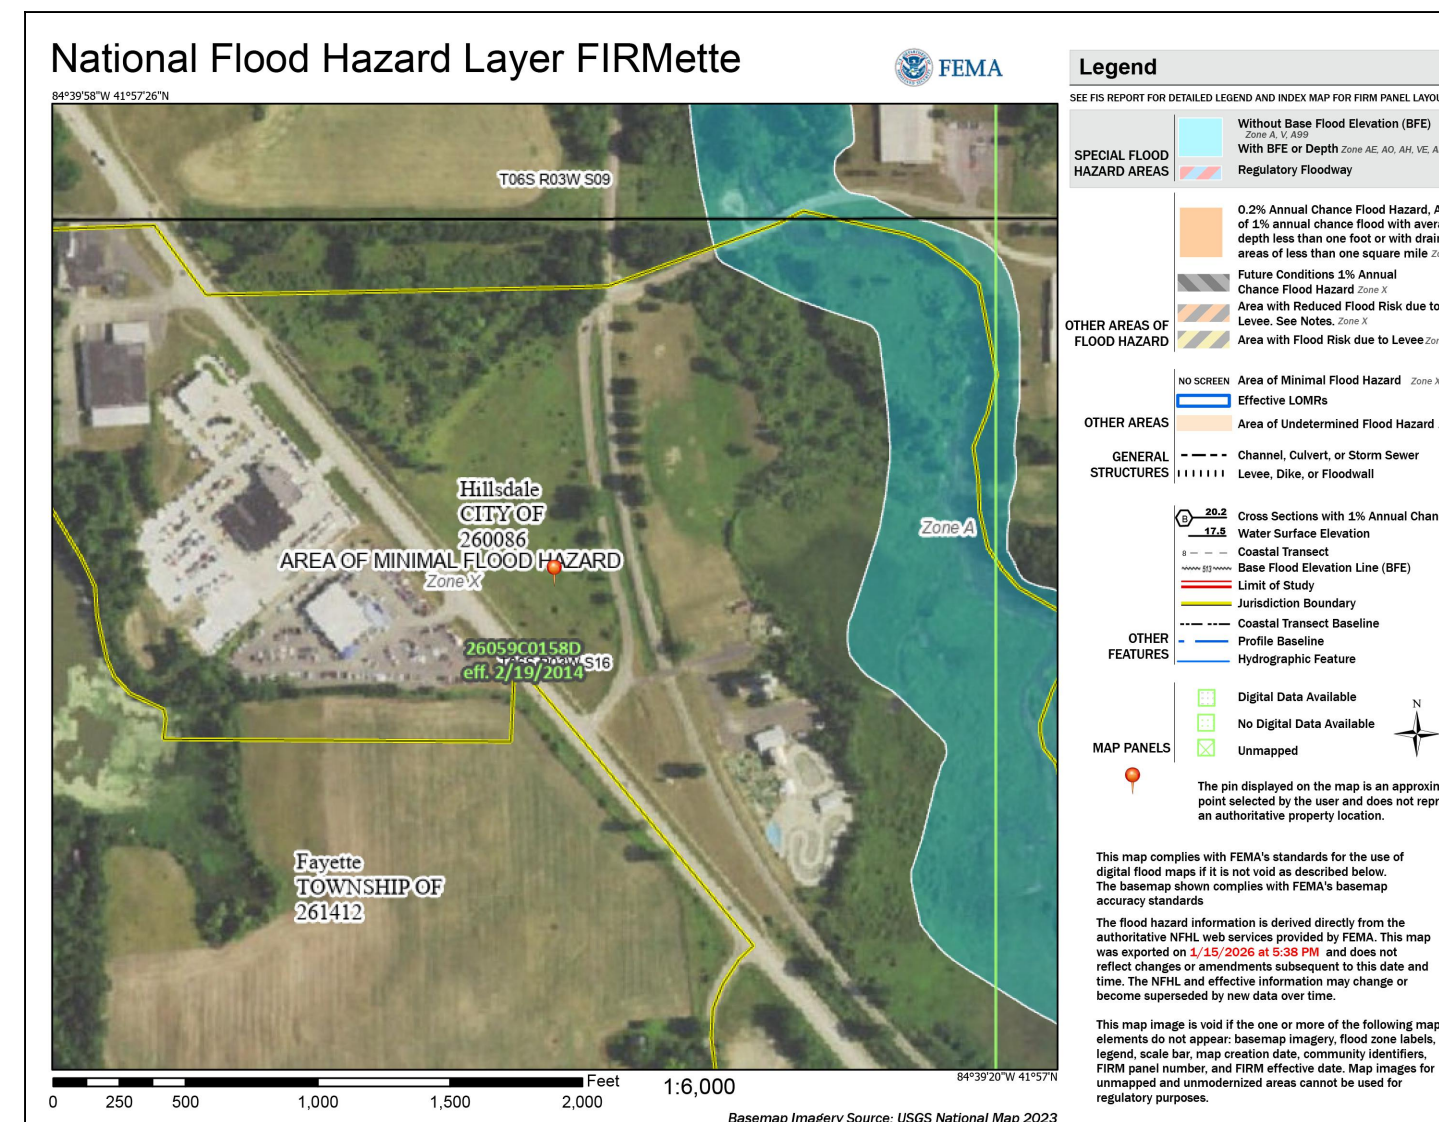 National Flood Hazard Layer FIRMette
FEMA
84°39'58"W 41°57'26"N
T06S R03W S09
Hillsdale
CITY OF
260086
AREA OF MINIMAL FLOOD HAZARD
Zone X
Zone A
26059C0158D
eff. 2/19/2014
T06S R03W S16
Fayette
TOWNSHIP OF
261412
84°39'20"W 41°57'N
Feet
0 250 500 1,000 1,500 2,000
1:6,000
Basemap Imagery Source: USGS National Map 2023
Legend
SEE FIS REPORT FOR DETAILED LEGEND AND INDEX MAP FOR FIRM PANEL
SPECIAL FLOOD
HAZARD AREAS
Without Base Flood Elevation (BFE)
Zone A, V, A99
With BFE or Depth Zone AE, AO, AH, VE,
Regulatory Floodway
OTHER AREAS OF
FLOOD HAZARD
0.2% Annual Chance Flood Hazard,
of 1% annual chance flood with
depth less than one foot or with
areas of less than one square mile
Future Conditions 1% Annual
Chance Flood Hazard Zone X
Area with Reduced Flood Risk due to
Levee. See Notes. Zone X
Area with Flood Risk due to Levee
OTHER AREAS
NO SCREEN Area of Minimal Flood Hazard Zone X
Effective LOMRs
Area of Undetermined Flood Hazard
GENERAL
STRUCTURES
Channel, Culvert, or Storm Sewer
Levee, Dike, or Floodwall
OTHER
FEATURES
B 20.2 Cross Sections with 1% Annual
17.5 Water Surface Elevation
8 Coastal Transect
513 Base Flood Elevation Line (BFE)
Limit of Study
Jurisdiction Boundary
Coastal Transect Baseline
Profile Baseline
Hydrographic Feature
MAP PANELS
Digital Data Available
No Digital Data Available
Unmapped
N
The pin displayed on the map is an
point selected by the user and does not
an authoritative property location.
This map complies with FEMA's standards for the use of
digital flood maps if it is not void as described below.
The basemap shown complies with FEMA's basemap
accuracy standards
The flood hazard information is derived directly from the
authoritative NFHL web services provided by FEMA. This map
was exported on 1/15/2026 at 5:38 PM and does not
reflect changes or amendments subsequent to this date and
time. The NFHL and effective information may change or
become superseded by new data over time.
This map image is void if the one or more of the following map
elements do not appear: basemap imagery, flood zone labels,
legend, scale bar, map creation date, community identifiers,
FIRM panel number, and FIRM effective date. Map images for
unmapped and unmodernized areas cannot be used for
regulatory purposes.